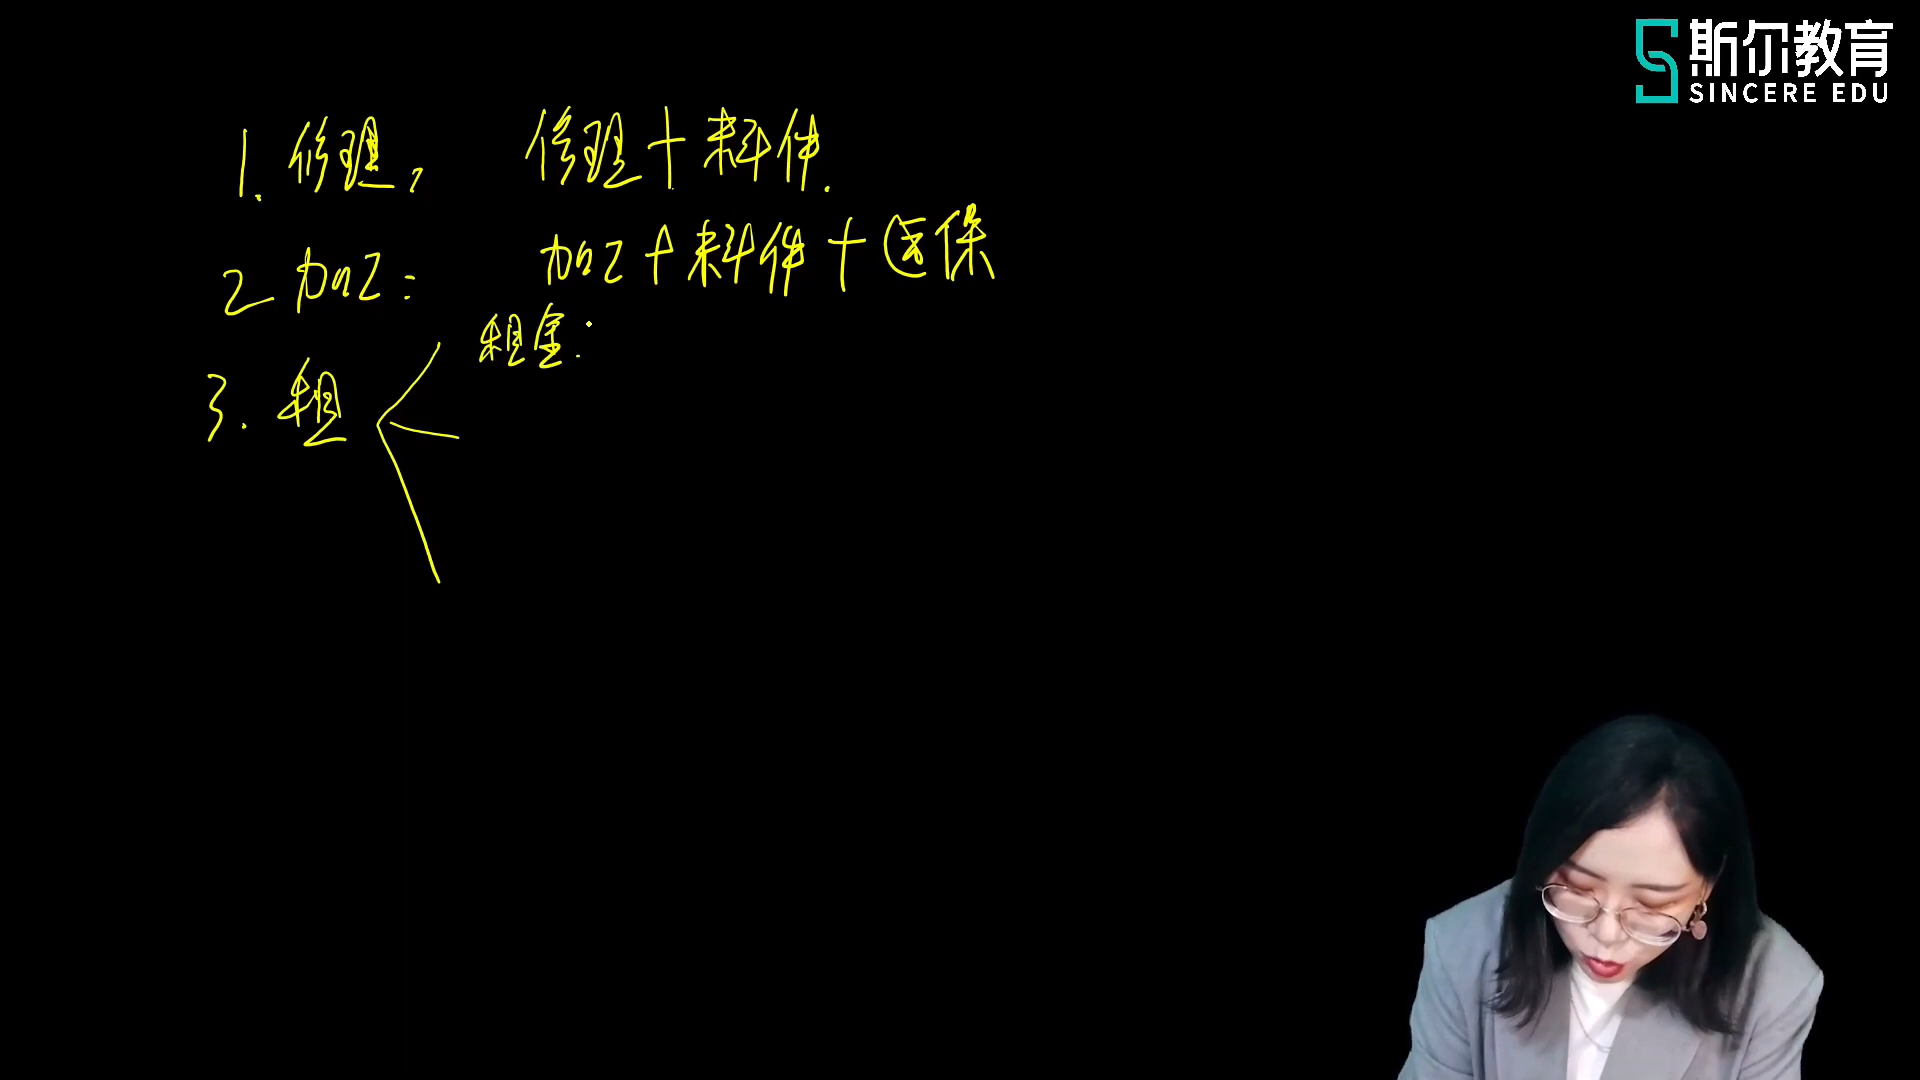 斯尔教育
SINCERE EDU
1. 修理, 修理+料件.
2 加工: 加工+料件+运保
租金:
3. 租